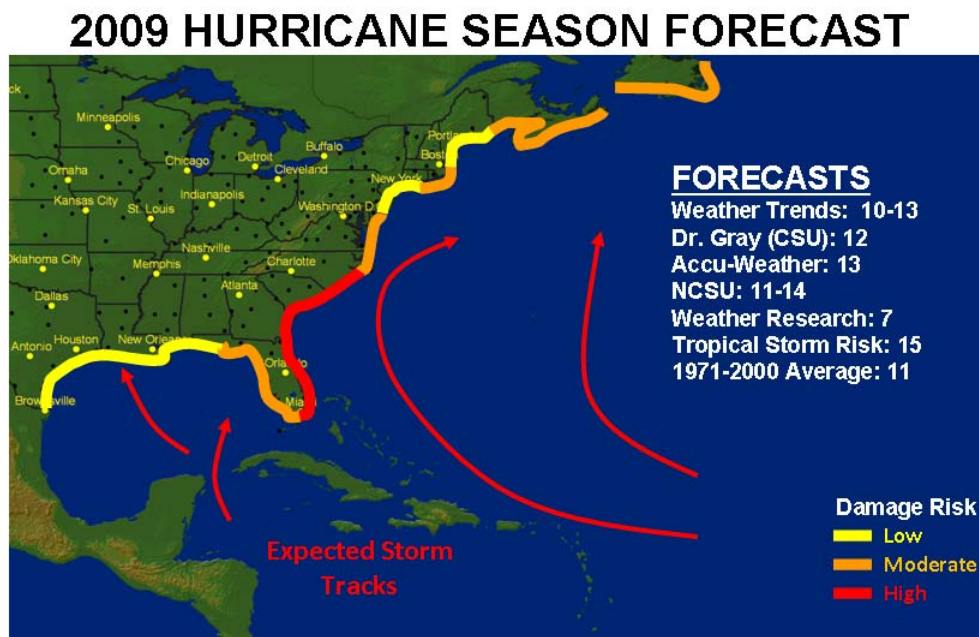 2009 HURRICANE SEASON FORECAST
Minneapolis
Buffalo
Portlan
Chicago
Detroit
Bost
Omaha
Cleveland
New York
Kansas City
Indianapolis
St. Louis
Washington D.
Nashville
Oklahoma City
Memphis
Charlotte
Dallas
Atlanta
Antonio
Houston
New Orlean
Orlando
Brownsville
Miami
FORECASTS
Weather Trends: 10-13
Dr. Gray (CSU): 12
Accu-Weather: 13
NCSU: 11-14
Weather Research: 7
Tropical Storm Risk: 15
1971-2000 Average: 11
Expected Storm
Tracks
Damage Risk
Low
Moderate
High